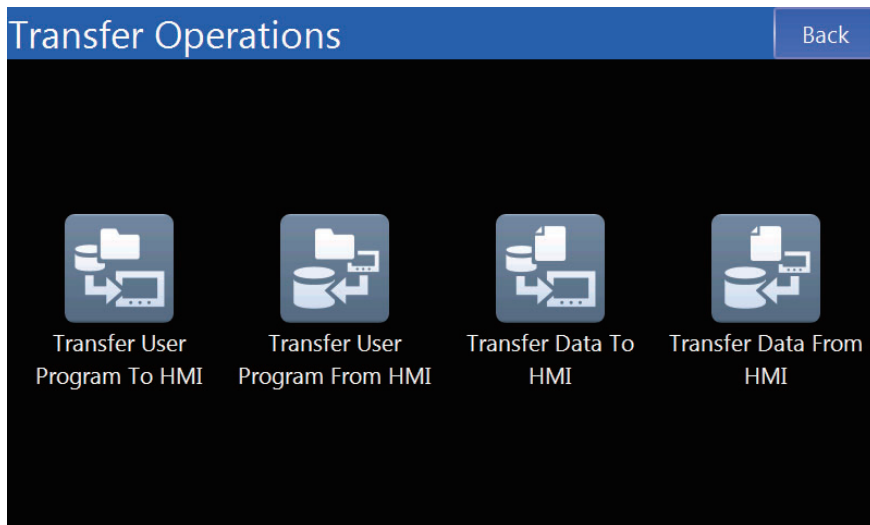 Transfer Operations
Back
Transfer User
Program To HMI
Transfer User
Program From HMI
Transfer Data To
HMI
Transfer Data From
HMI